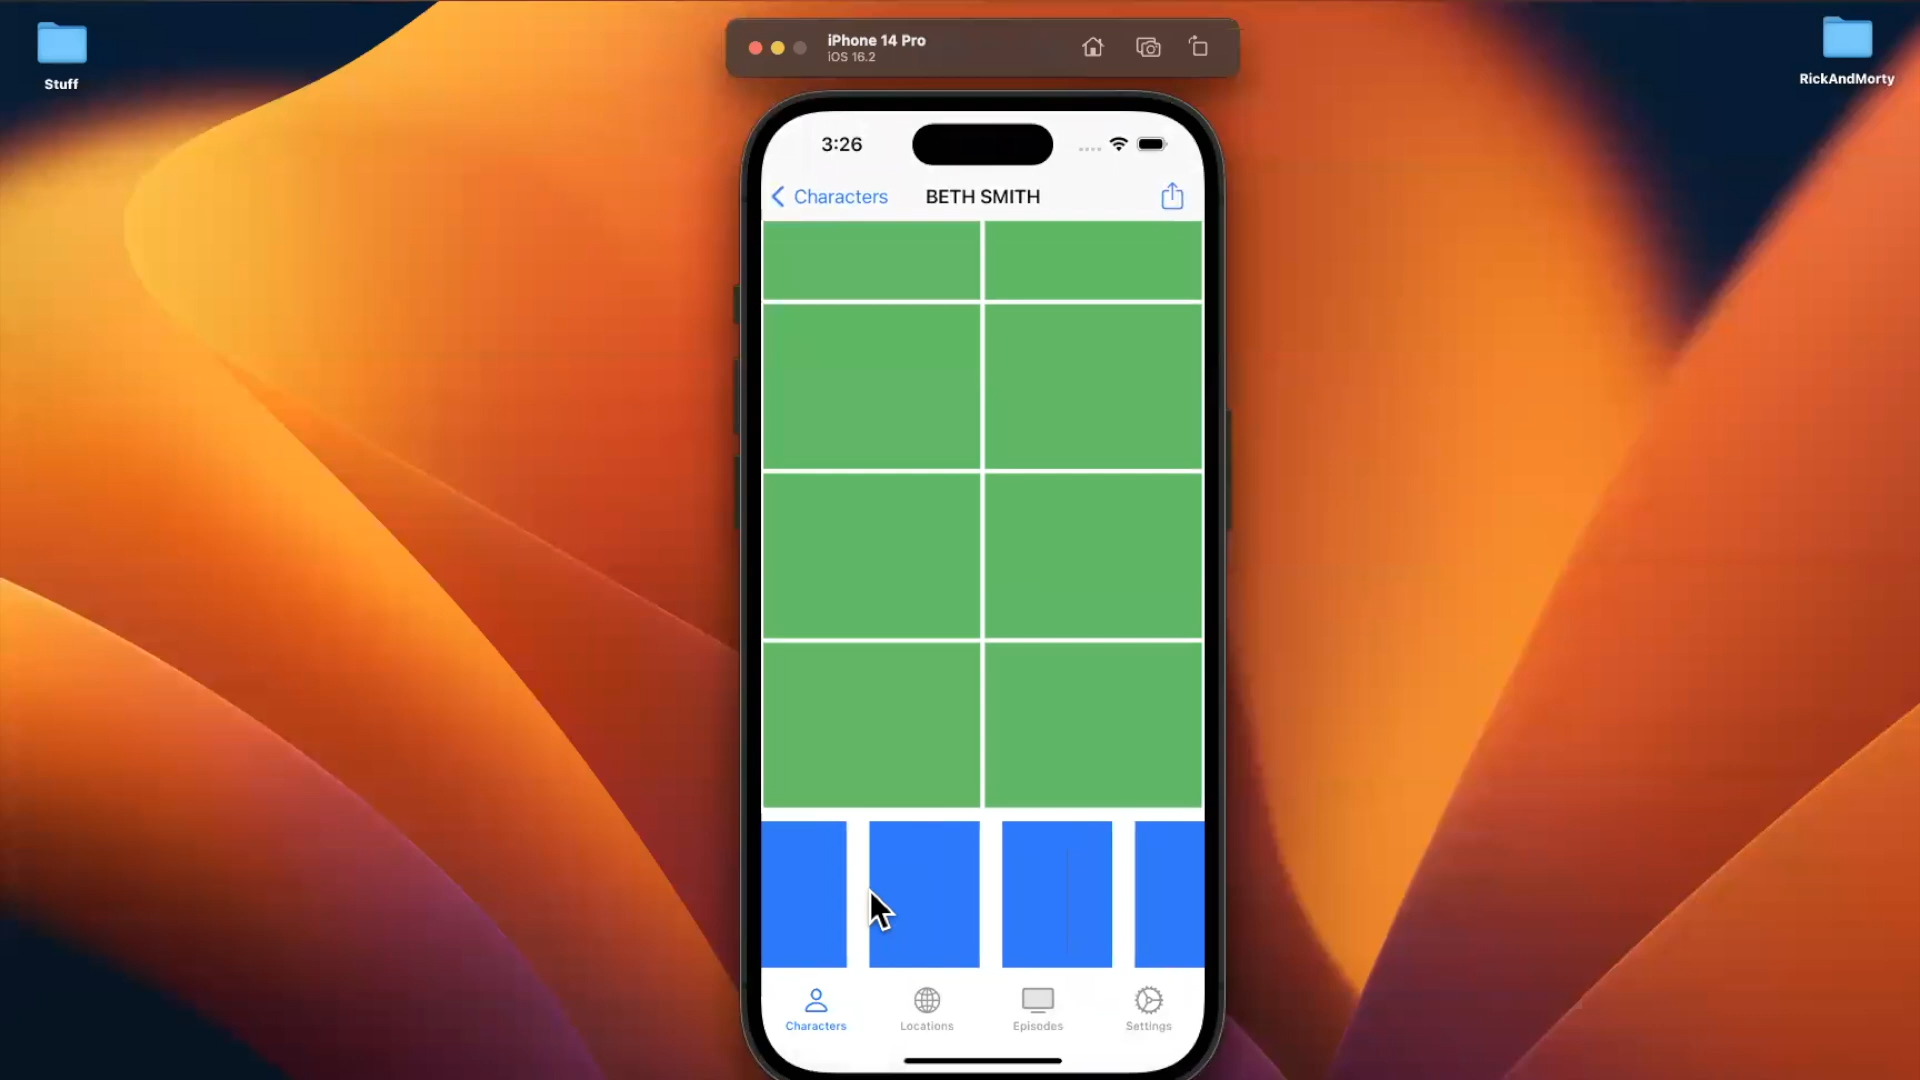 Stuff
iPhone 14 Pro
iOS 16.2
RickAndMorty
3:26
Characters
BETH SMITH
Characters
Locations
Episodes
Settings